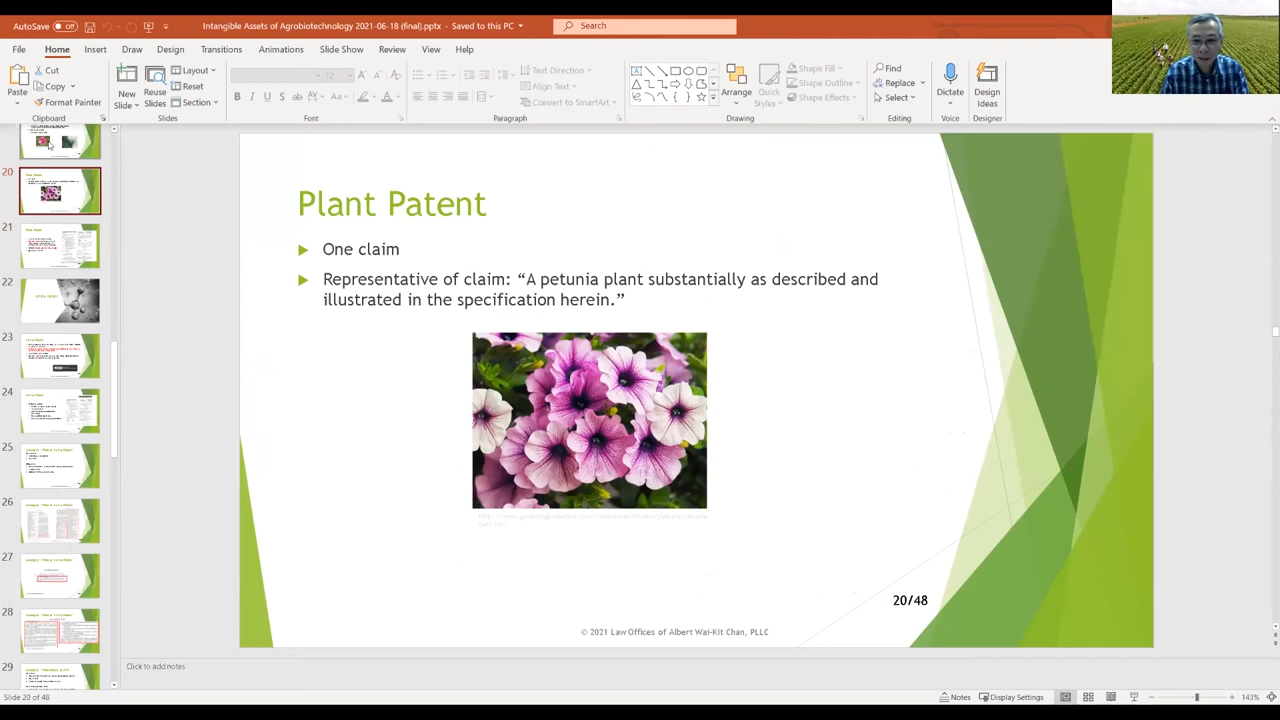 AutoSave Off
Intangible Assets of Agrobiotechnology 2021-06-18 (final).pptx - Saved to this PC
Search
File Home Insert Draw Design Transitions Animations Slide Show Review View Help
Paste
Cut
Copy
Format Painter
Clipboard
New Slide
Reuse Slides
Layout
Reset
Section
Slides
12
Font
Text Direction
Align Text
Convert to SmartArt
Paragraph
Arrange
Quick Styles
Shape Fill
Shape Outline
Shape Effects
Drawing
Find
Replace
Select
Editing
Dictate
Voice
Design Ideas
Designer
20
21
22
23
24
25
26
27
28
29
Plant Patent
One claim
Representative of claim: “A petunia plant substantially as described and
illustrated in the specification herein.”
20/48
© 2021 Law Offices of Albert Wai-Kit Chan, PLLC
Click to add notes
Slide 20 of 48
Notes
Display Settings
143%